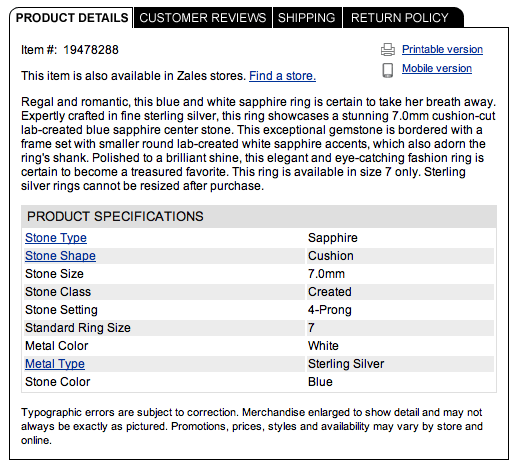 PRODUCT DETAILS CUSTOMER REVIEWS SHIPPING RETURN POLICY
Item #: 19478288
Printable version
This item is also available in Zales stores. Find a store.
Mobile version
Regal and romantic, this blue and white sapphire ring is certain to take her breath away.
Expertly crafted in fine sterling silver, this ring showcases a stunning 7.0mm cushion-cut
lab-created blue sapphire center stone. This exceptional gemstone is bordered with a
frame set with smaller round lab-created white sapphire accents, which also adorn the
ring's shank. Polished to a brilliant shine, this elegant and eye-catching fashion ring is
certain to become a treasured favorite. This ring is available in size 7 only. Sterling
silver rings cannot be resized after purchase.
PRODUCT SPECIFICATIONS
Stone Type Sapphire
Stone Shape Cushion
Stone Size 7.0mm
Stone Class Created
Stone Setting 4-Prong
Standard Ring Size 7
Metal Color White
Metal Type Sterling Silver
Stone Color Blue
Typographic errors are subject to correction. Merchandise enlarged to show detail and may not
always be exactly as pictured. Promotions, prices, styles and availability may vary by store and
online.